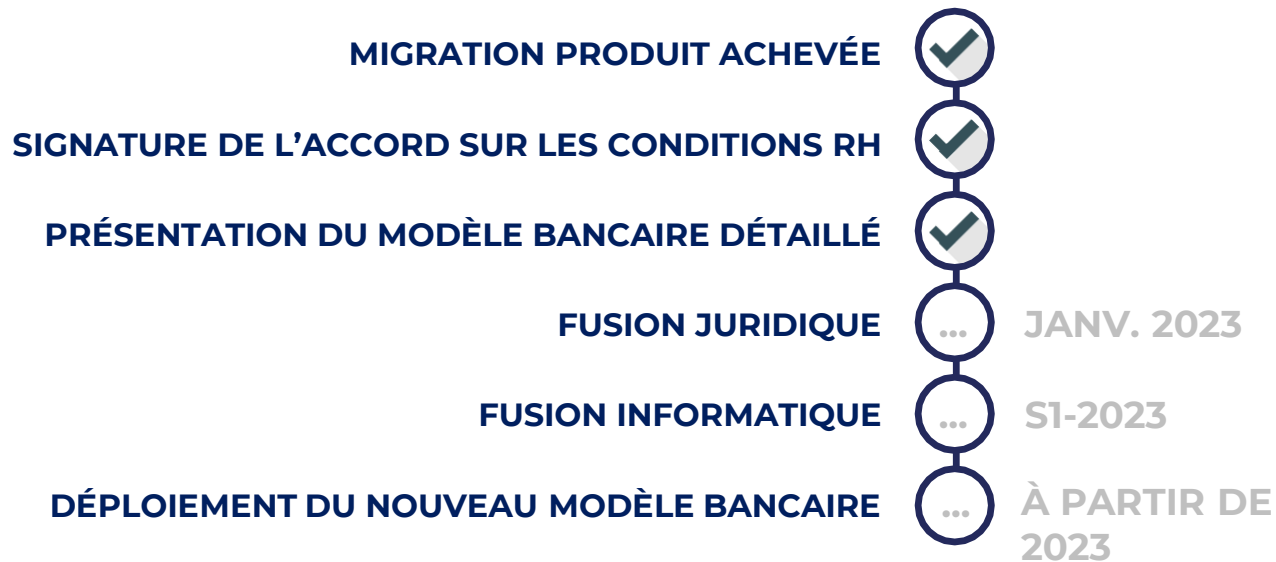 MIGRATION PRODUIT ACHEVÉE
SIGNATURE DE L’ACCORD SUR LES CONDITIONS RH
PRÉSENTATION DU MODÈLE BANCAIRE DÉTAILLÉ
FUSION JURIDIQUE ... JANV. 2023
FUSION INFORMATIQUE ... S1-2023
DÉPLOIEMENT DU NOUVEAU MODÈLE BANCAIRE ... À PARTIR DE
2023